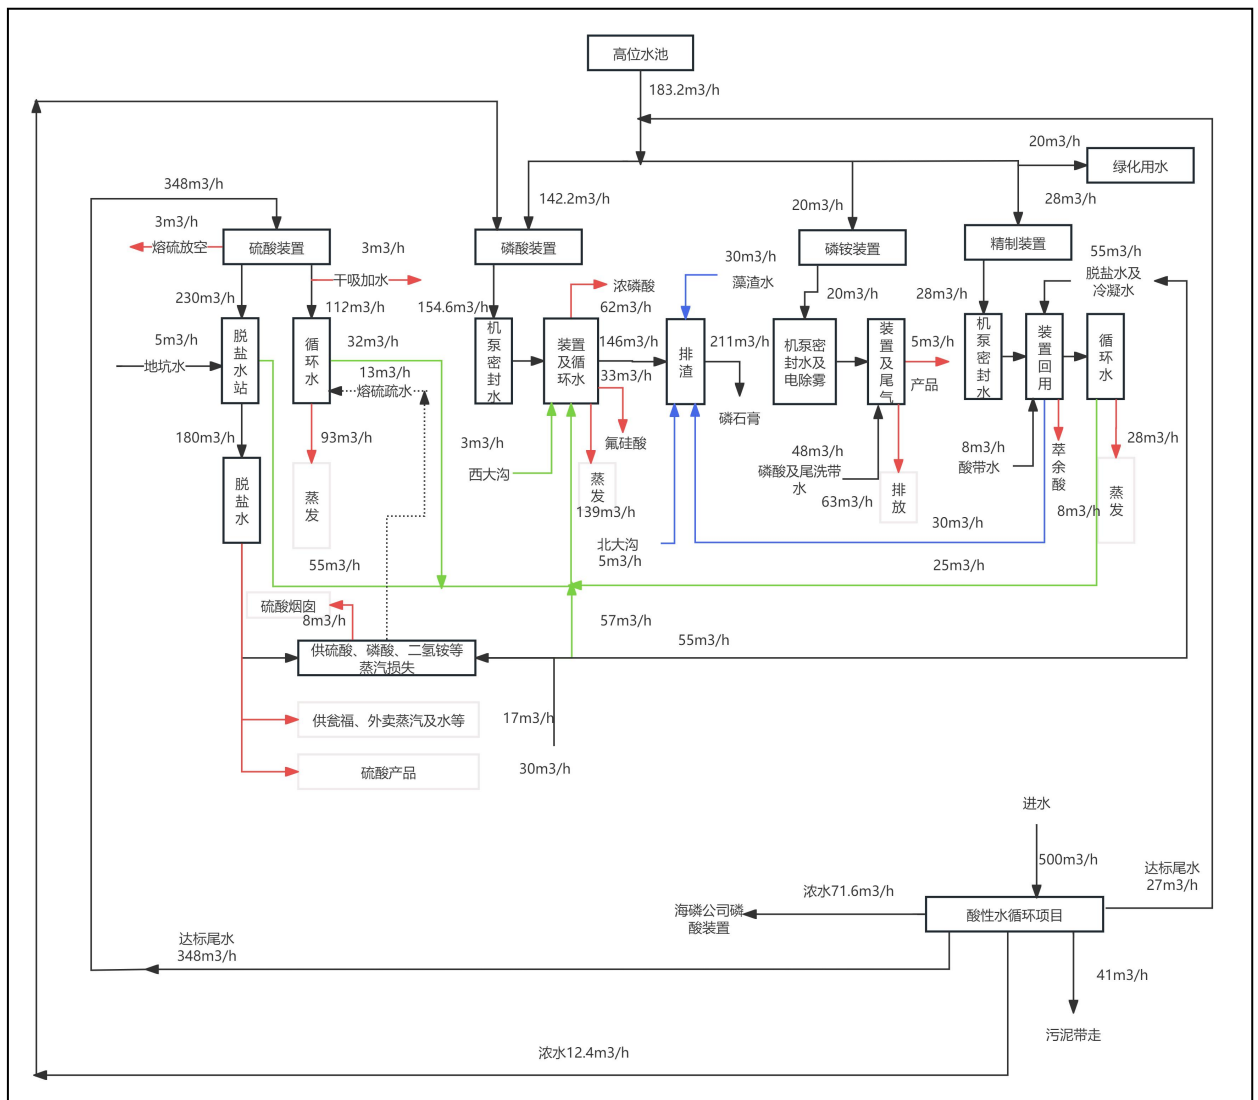 高位水池
183.2m3/h
20m3/h
绿化用水
348m3/h
142.2m3/h
20m3/h
28m3/h
3m3/h
熔硫放空
硫酸装置
3m3/h
磷酸装置
磷铵装置
精制装置
干吸加水
30m3/h
藻渣水
55m3/h
脱盐水及
冷凝水
230m3/h
112m3/h
154.6m3/h
浓磷酸
62m3/h
20m3/h
28m3/h
5m3/h
地坑水
脱盐水站
循环水
32m3/h
13m3/h
熔硫疏水
机泵密封水
装置
及循
环水
146m3/h
33m3/h
排渣
211m3/h
机泵密
封水及
电除雾
装置及尾气
5m3/h
产品
机泵密封水
装置回用
循环水
磷石膏
氟硅酸
180m3/h
93m3/h
3m3/h
西大沟
48m3/h
磷酸及尾洗带
水
63m3/h
8m3/h
酸带水
萃余酸
28m3/h
脱盐水
蒸发
蒸发
139m3/h
排放
8m3/h
蒸发
北大沟
5m3/h
30m3/h
55m3/h
25m3/h
硫酸烟囱
8m3/h
57m3/h
55m3/h
供硫酸、磷酸、二氢铵等
蒸汽损失
供瓮福、外卖蒸汽及水等
17m3/h
硫酸产品
30m3/h
进水
500m3/h
达标尾水
27m3/h
浓水71.6m3/h
海磷公司磷
酸装置
酸性水循环项目
达标尾水
348m3/h
41m3/h
污泥带走
浓水12.4m3/h